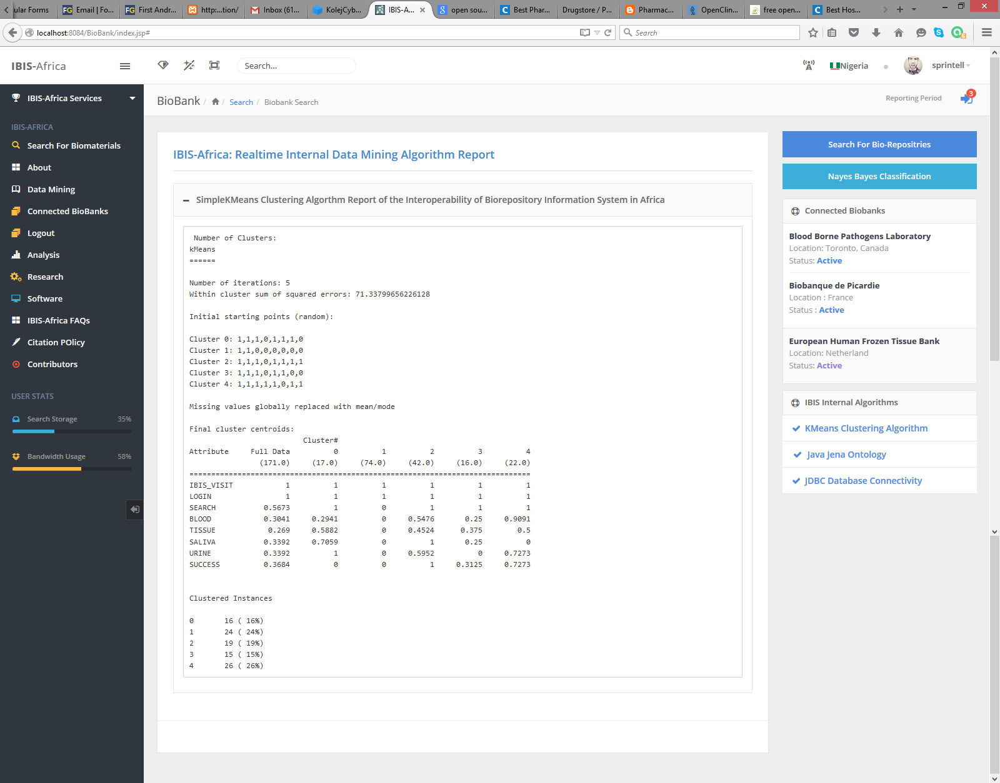 ular Forms
Email | Fo...
First Andr...
http:...tion/
Inbox (61...
KolejCyb...
IBIS-A...
open sou...
Best Phar...
Drugstore / P...
Pharmac...
OpenClin...
free open...
Best Hos...
localhost:8084/BioBank/index.jsp#
Search
IBIS-Africa
Search...
Nigeria
sprintell
IBIS-Africa Services
IBIS-AFRICA
Search For Biomaterials
About
Data Mining
Connected BioBanks
Logout
Analysis
Research
Software
IBIS-Africa FAQs
Citation POlicy
Contributors
USER STATS
Search Storage 35%
Bandwidth Usage 58%
BioBank / / Search / Biobank Search
Reporting Period
3
IBIS-Africa: Realtime Internal Data Mining Algorithm Report
SimpleKMeans Clustering Algorthm Report of the Interoperability of Biorepository Information System in Africa
Number of Clusters:
kMeans
======
Number of iterations: 5
Within cluster sum of squared errors: 71.33799656226128
Initial starting points (random):
Cluster 0: 1,1,1,0,1,1,1,0
Cluster 1: 1,1,0,0,0,0,0,0
Cluster 2: 1,1,1,0,1,1,1,1
Cluster 3: 1,1,1,0,1,1,0,0
Cluster 4: 1,1,1,1,1,0,1,1
Missing values globally replaced with mean/mode
Final cluster centroids:
Cluster#
Attribute Full Data 0 1 2 3 4
(171.0) (17.0) (74.0) (42.0) (16.0) (22.0)
==============================================================================
IBIS_VISIT 1 1 1 1 1 1
LOGIN 1 1 1 1 1 1
SEARCH 0.5673 1 0 1 1 1
BLOOD 0.3041 0.2941 0 0.5476 0.25 0.9091
TISSUE 0.269 0.5882 0 0.4524 0.375 0.5
SALIVA 0.3392 0.7059 0 1 0.25 0
URINE 0.3392 1 0 0.5952 0 0.7273
SUCCESS 0.3684 0 0 1 0.3125 0.7273
Clustered Instances
0 16 ( 16%)
1 24 ( 24%)
2 19 ( 19%)
3 15 ( 15%)
4 26 ( 26%)
Search For Bio-Repositries
Nayes Bayes Classification
Connected Biobanks
Blood Borne Pathogens Laboratory
Location: Toronto, Canada
Status: Active
Biobanque de Picardie
Location : France
Status : Active
European Human Frozen Tissue Bank
Location: Netherland
Status: Active
IBIS Internal Algorithms
KMeans Clustering Algorithm
Java Jena Ontology
JDBC Database Connectivity